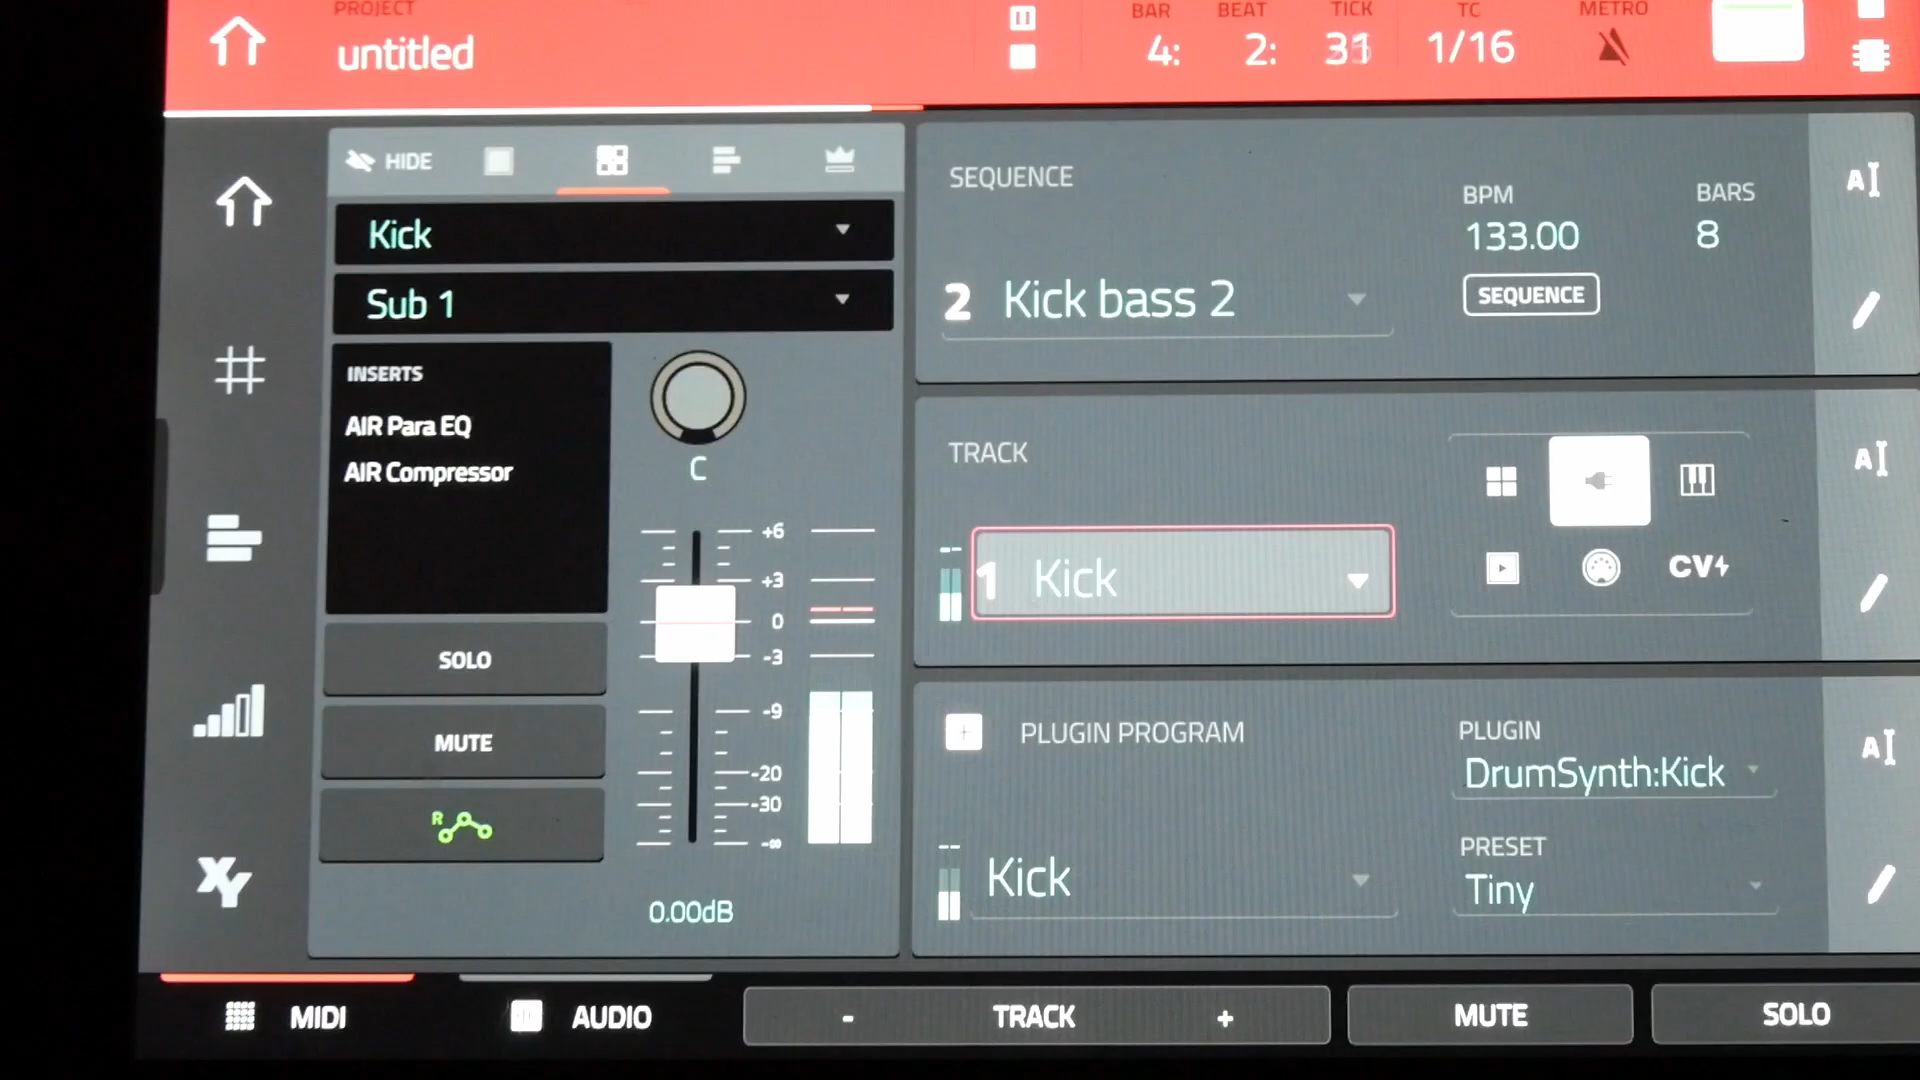 PROJECT
untitled
BAR BEAT TICK TC METRO
4: 2: 1/16
HIDE
Kick
Sub 1
INSERTS
AIR Para EQ
AIR Compressor
C
+6
+3
0
-3
-9
-20
-30
-∞
SOLO
MUTE
R
0.00dB
XY
SEQUENCE
BPM
133.00
BARS
8
2 Kick bass 2
SEQUENCE
A
TRACK
--
1 Kick
CV
A
PLUGIN PROGRAM
PLUGIN
DrumSynth:Kick
--
Kick
PRESET
Tiny
A
MIDI AUDIO - TRACK + MUTE SOLO